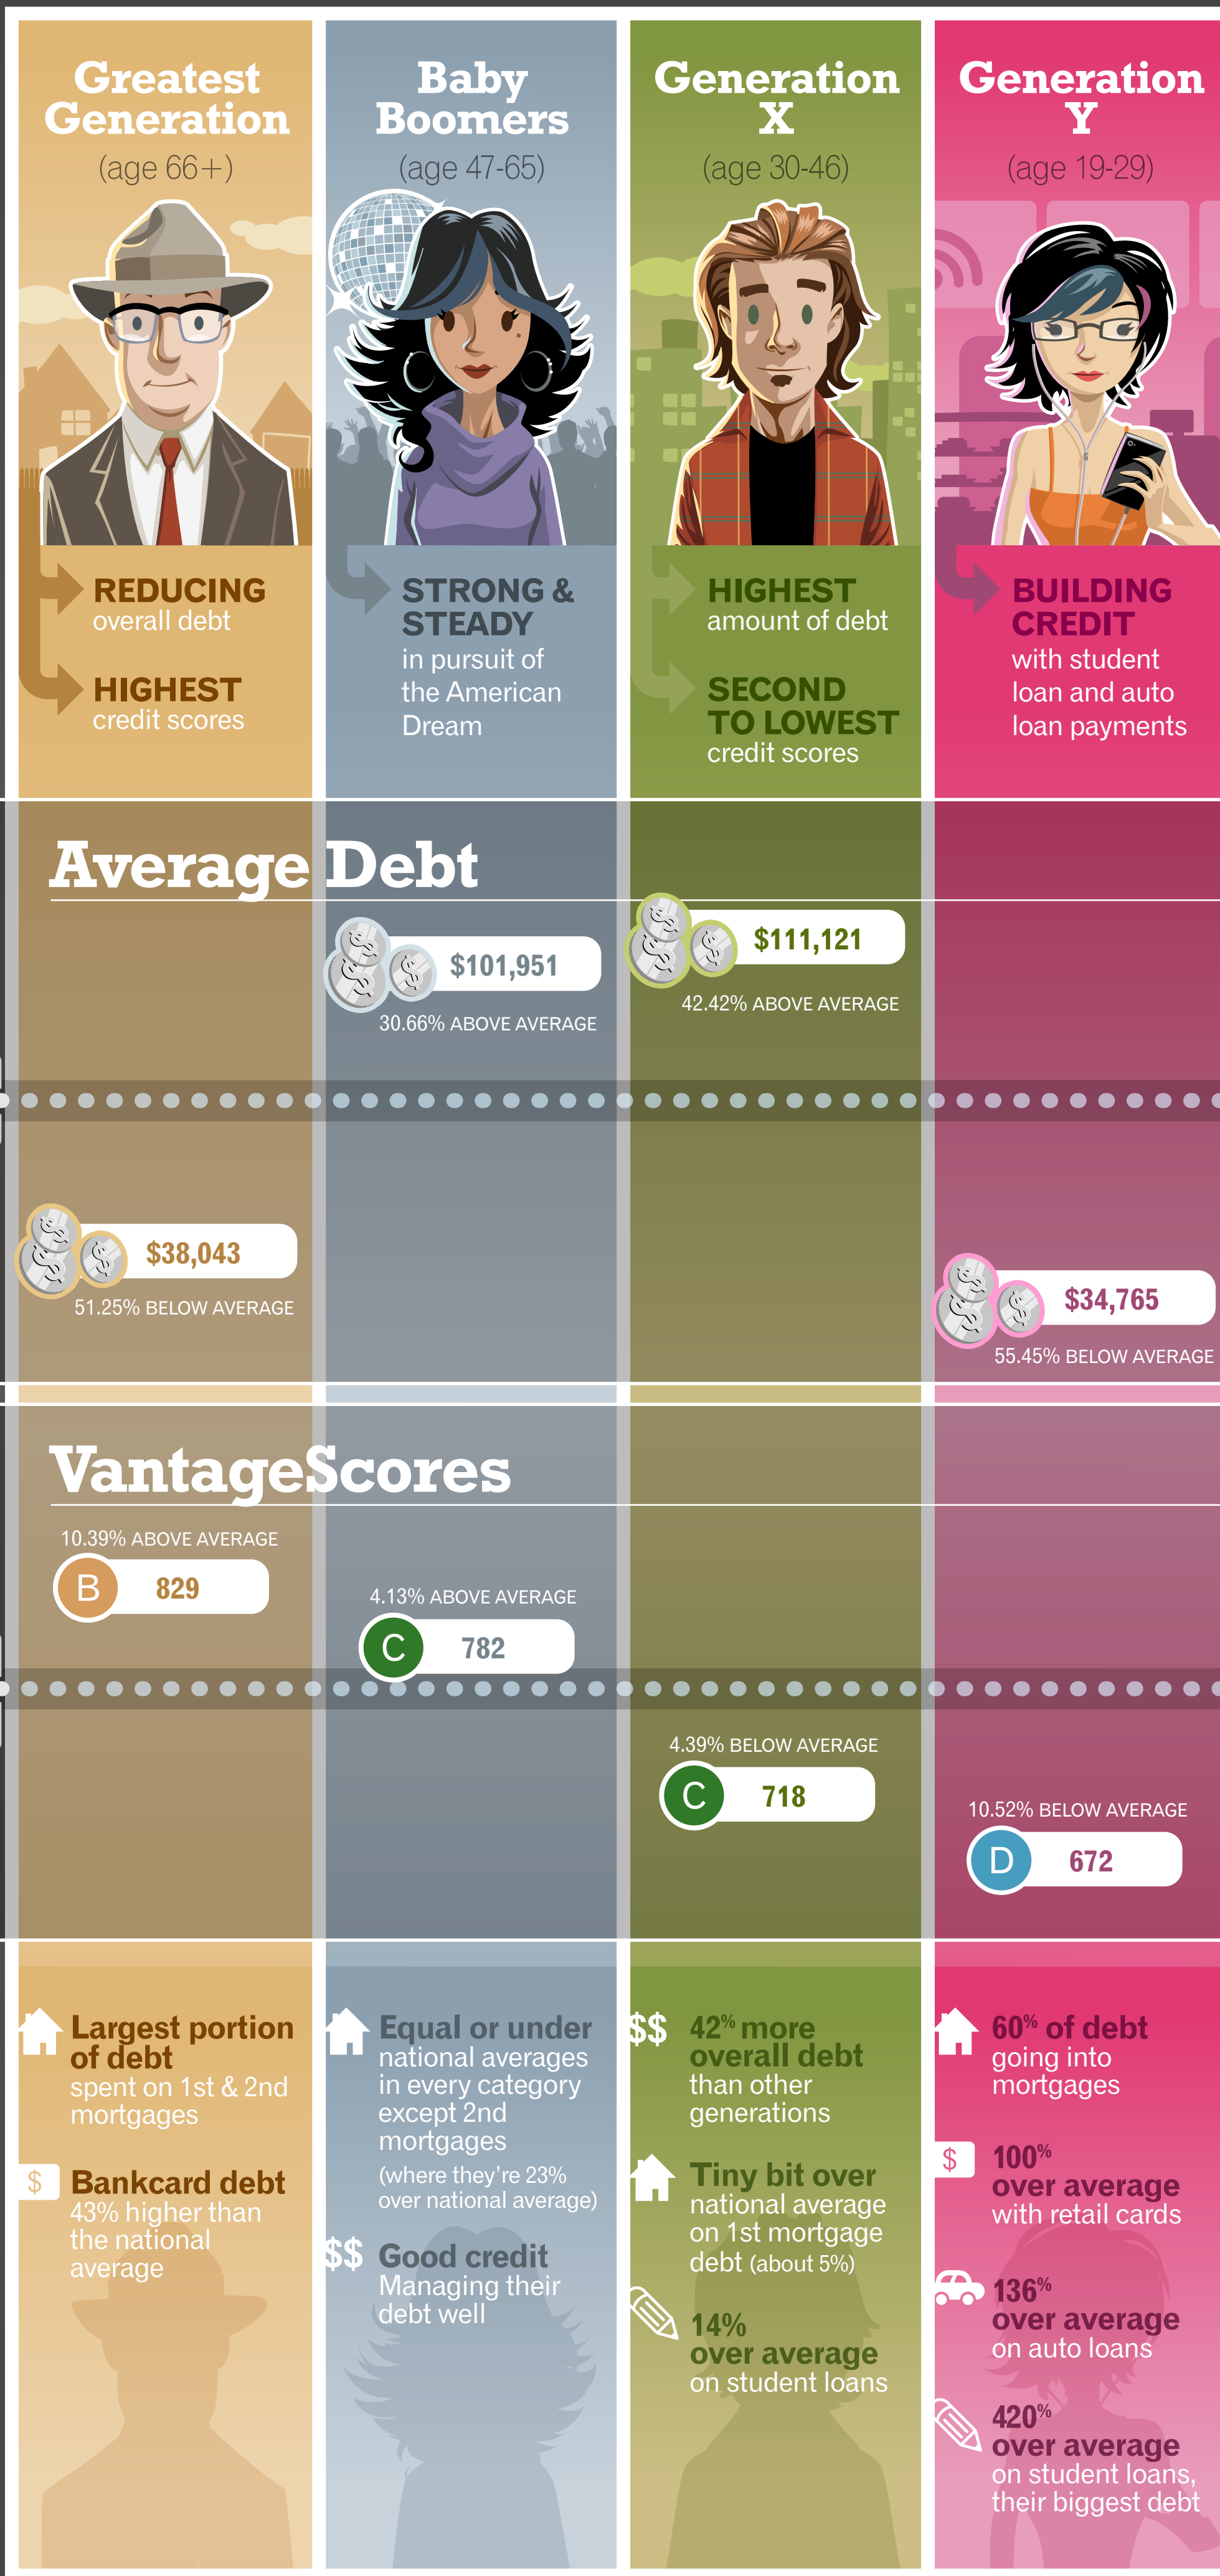 Greatest
Generation
(age 66+)
REDUCING
overall debt
HIGHEST
credit scores
Baby
Boomers
(age 47-65)
STRONG &
STEADY
in pursuit of
the American
Dream
Generation
X
(age 30-46)
HIGHEST
amount of debt
SECOND
TO LOWEST
credit scores
Generation
Y
(age 19-29)
BUILDING
CREDIT
with student
loan and auto
loan payments
Average Debt
$101,951
30.66% ABOVE AVERAGE
$111,121
42.42% ABOVE AVERAGE
$38,043
51.25% BELOW AVERAGE
$34,765
55.45% BELOW AVERAGE
VantageScores
10.39% ABOVE AVERAGE
B 829
4.13% ABOVE AVERAGE
C 782
4.39% BELOW AVERAGE
C 718
10.52% BELOW AVERAGE
D 672
Largest portion
of debt
spent on 1st & 2nd
mortgages
$ Bankcard debt
43% higher than
the national
average
Equal or under
national averages
in every category
except 2nd
mortgages
(where they're 23%
over national average)
$$ Good credit
Managing their
debt well
$$ 42% more
overall debt
than other
generations
Tiny bit over
national average
on 1st mortgage
debt (about 5%)
14%
over average
on student loans
60% of debt
going into
mortgages
$ 100%
over average
with retail cards
136%
over average
on auto loans
420%
over average
on student loans,
their biggest debt